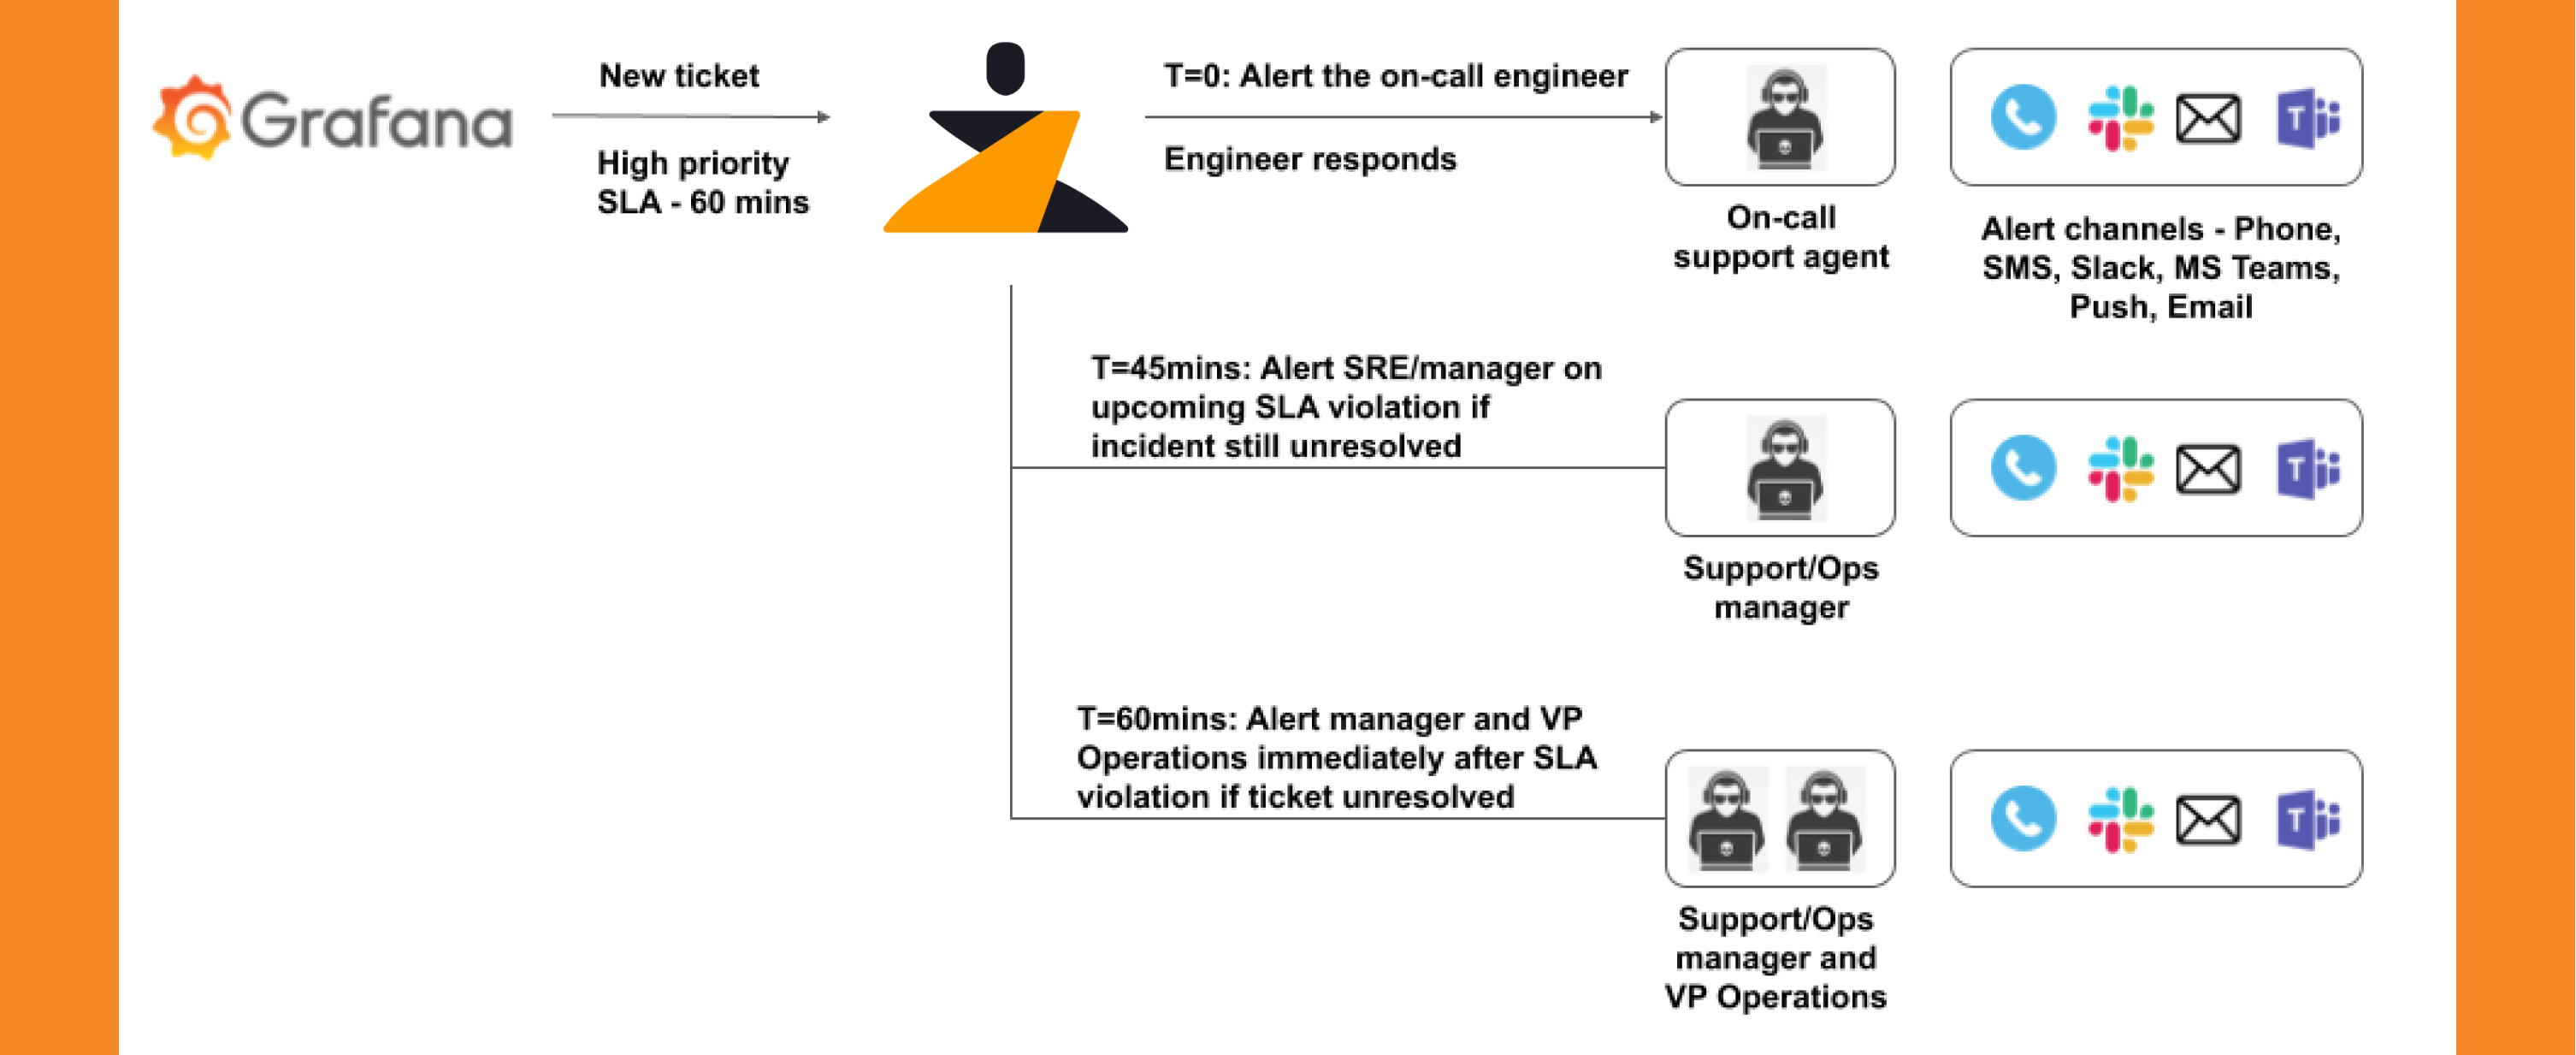 Grafana
New ticket
High priority
SLA - 60 mins
T=0: Alert the on-call engineer
Engineer responds
On-call
support agent
Alert channels - Phone,
SMS, Slack, MS Teams,
Push, Email
T=45mins: Alert SRE/manager on
upcoming SLA violation if
incident still unresolved
Support/Ops
manager
T=60mins: Alert manager and VP
Operations immediately after SLA
violation if ticket unresolved
Support/Ops
manager and
VP Operations
T
T
T